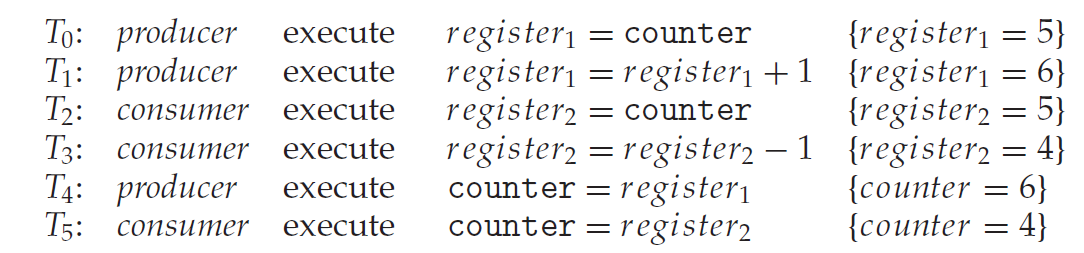 T₀: producer execute register₁ = counter {register₁ = 5}
T₁: producer execute register₁ = register₁ + 1 {register₁ = 6}
T₂: consumer execute register₂ = counter {register₂ = 5}
T₃: consumer execute register₂ = register₂ − 1 {register₂ = 4}
T₄: producer execute counter = register₁ {counter = 6}
T₅: consumer execute counter = register₂ {counter = 4}